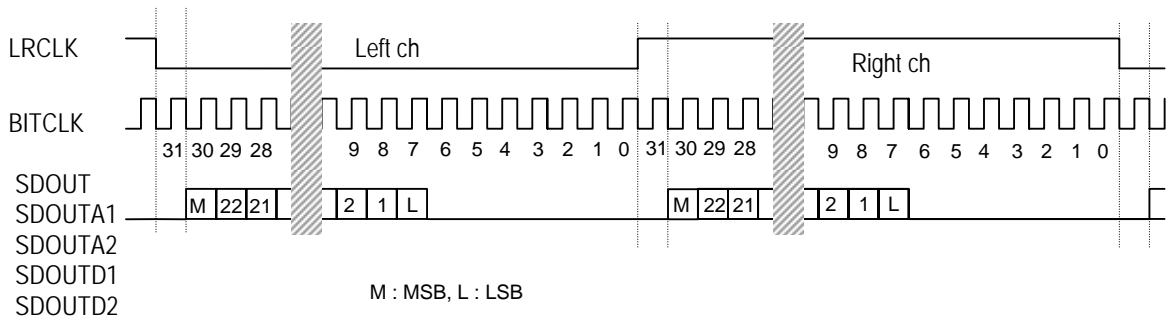 LRCLK
Left ch
Right ch
BITCLK
31 30 29 28 9 8 7 6 5 4 3 2 1 0 31 30 29 28 9 8 7 6 5 4 3 2 1 0
SDOUT
SDOUTA1
M 22 21 2 1 L M 22 21 2 1 L
SDOUTA2
SDOUTD1
SDOUTD2
M : MSB, L : LSB